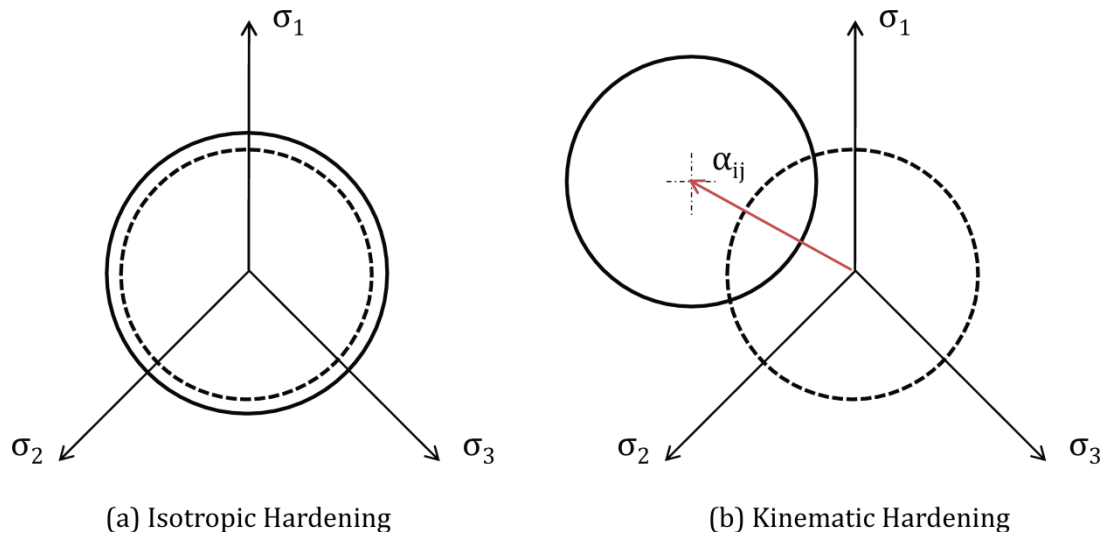 σ₁
σ₂
σ₃
(a) Isotropic Hardening
σ₁
αᵢⱼ
σ₂
σ₃
(b) Kinematic Hardening